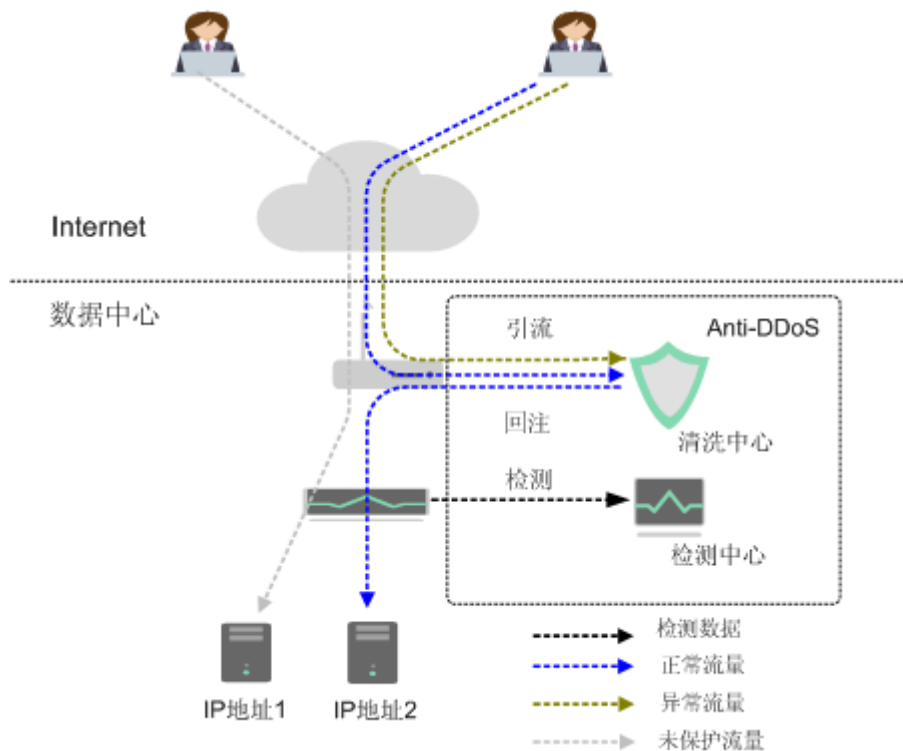 Internet
数据中心
引流
Anti-DDoS
回注
清洗中心
检测
检测中心
IP地址1
IP地址2
检测数据
正常流量
异常流量
未保护流量